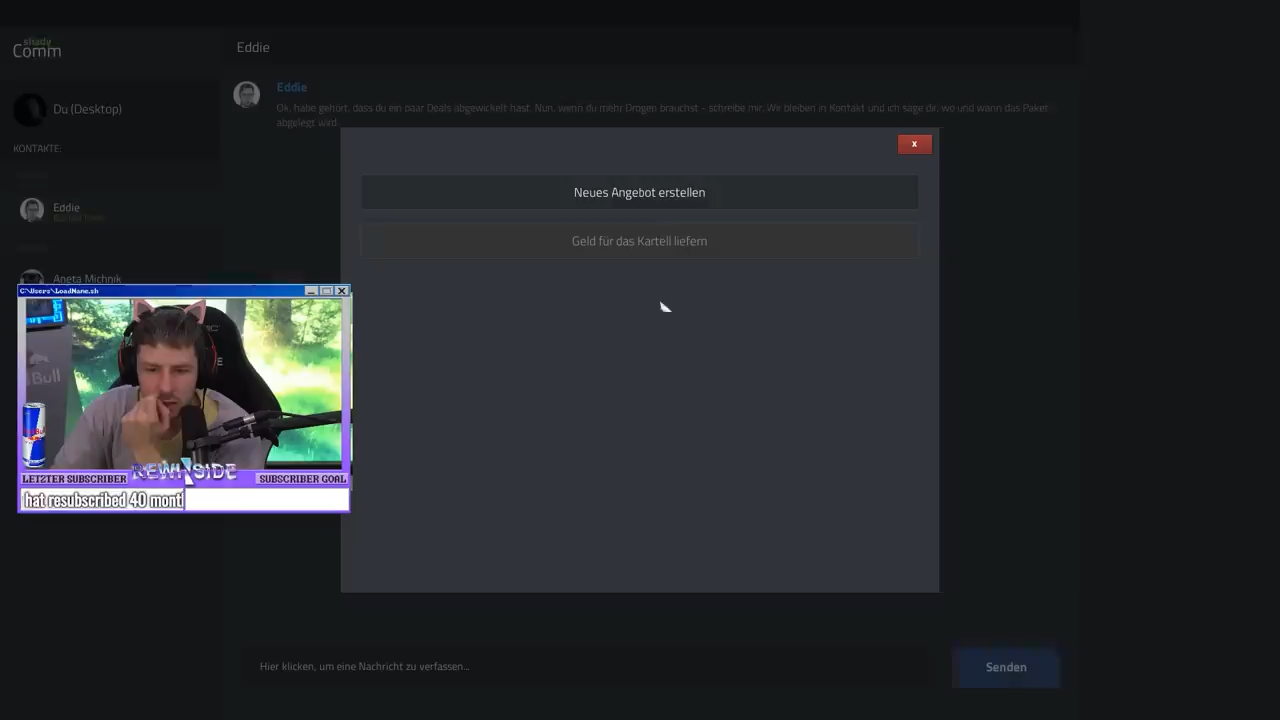 shady
Comm
Eddie
Du (Desktop)
KONTAKTE:
Eddie
Aneta Michnik
Eddie
Ok, habe gehört, dass du ein paar Deals abgewickelt hast. Nun, wenn du mehr Drogen brauchst - schreibe mir. Wir bleiben in Kontakt und ich sage dir, wo und wann das Paket
abgelegt wird.
x
Neues Angebot erstellen
Geld für das Kartell liefern
C:\Users\LoadName.sh
Bull
REWINSIDE
LETZTER SUBSCRIBER
SUBSCRIBER GOAL
hat resubscribed 40 mont
Hier klicken, um eine Nachricht zu verfassen...
Senden